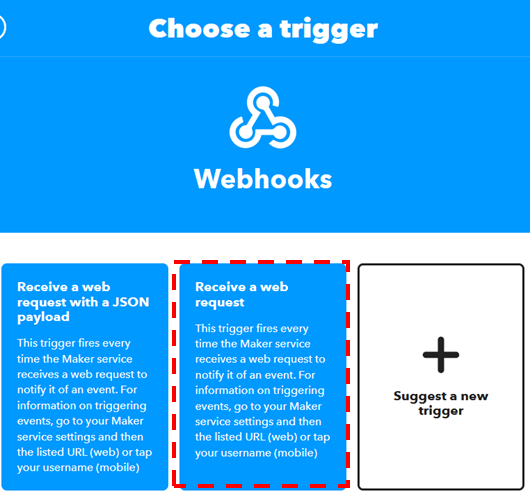 Choose a trigger
Webhooks
Receive a web
request with a JSON
payload
This trigger fires every
time the Maker service
receives a web request to
notify it of an event. For
information on triggering
events, go to your Maker
service settings and then
the listed URL (web) or tap
your username (mobile)
Receive a web
request
This trigger fires every
time the Maker service
receives a web request to
notify it of an event. For
information on triggering
events, go to your Maker
service settings and then
the listed URL (web) or tap
your username (mobile)
Suggest a new
trigger